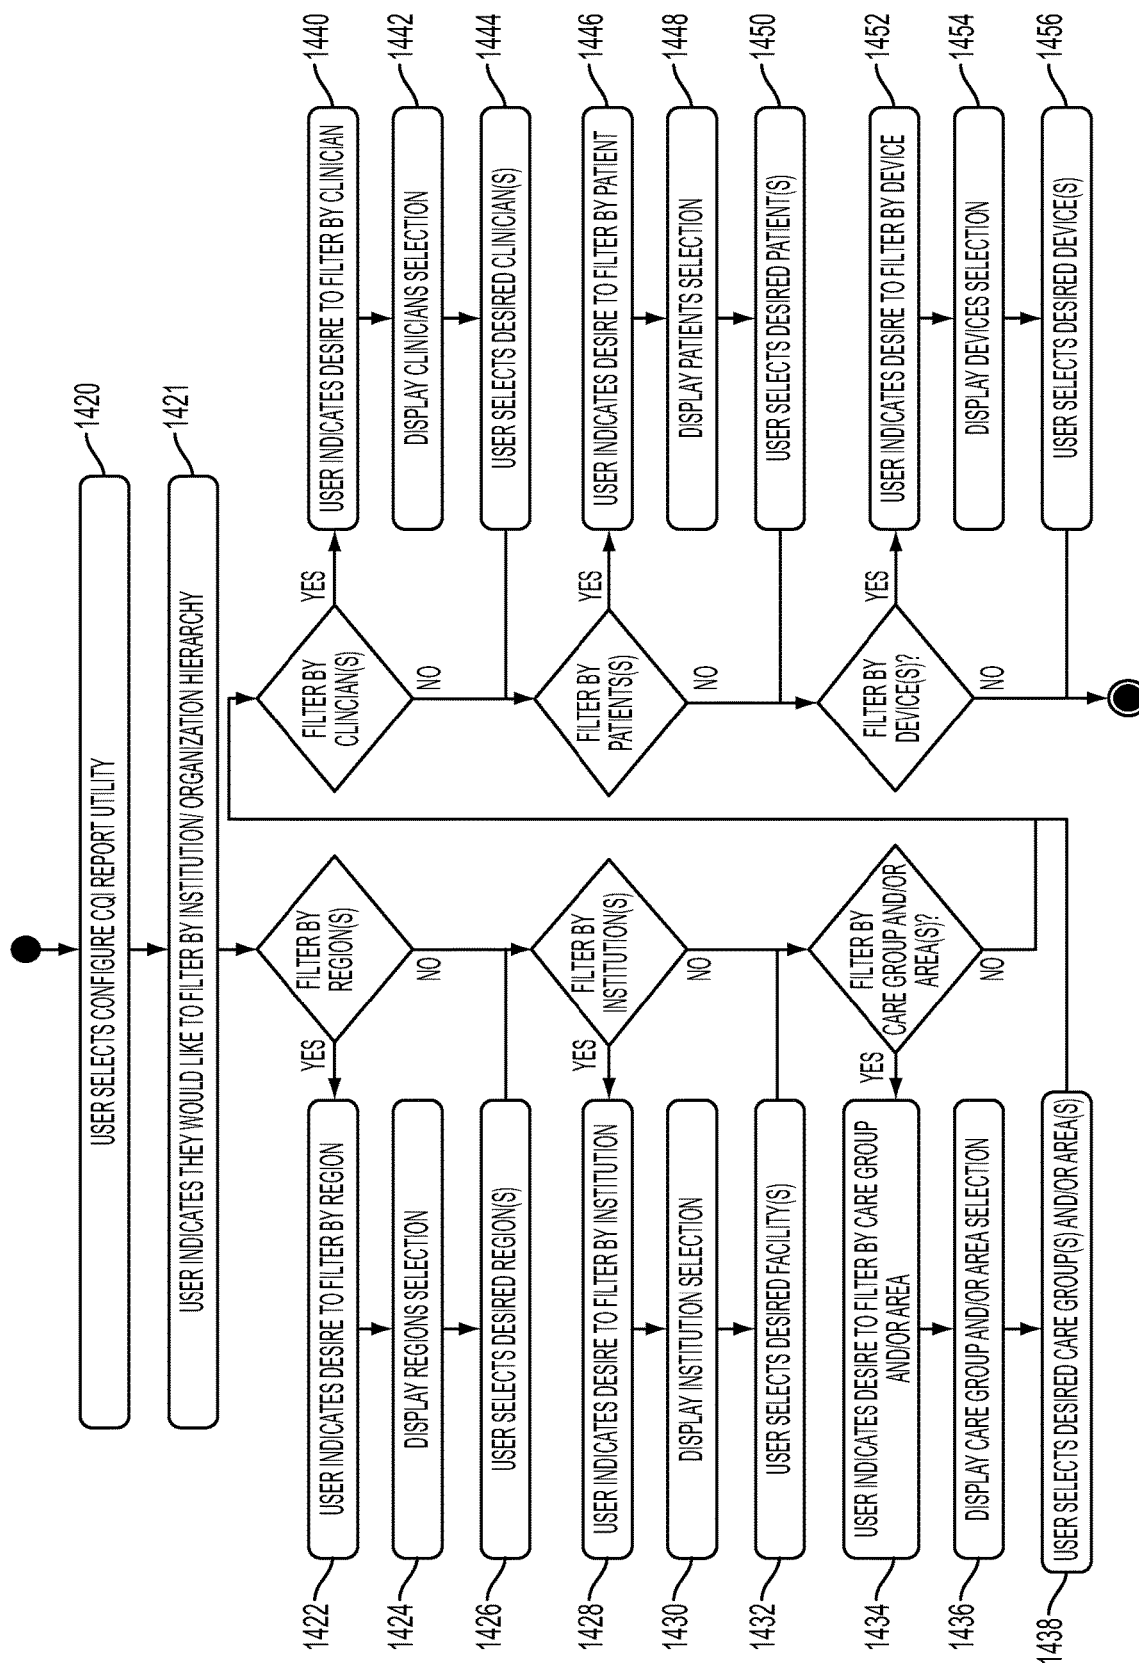 USER SELECTS CONFIGURE CQI REPORT UTILITY
1420
USER INDICATES THEY WOULD LIKE TO FILTER BY INSTITUTION/ ORGANIZATION HIERARCHY
1421
FILTER BY
REGION(S)
YES
NO
1422
USER INDICATES DESIRE TO FILTER BY REGION
1424
DISPLAY REGIONS SELECTION
1426
USER SELECTS DESIRED REGION(S)
FILTER BY
INSTITUTION(S)
YES
NO
1428
USER INDICATES DESIRE TO FILTER BY INSTITUTION
1430
DISPLAY INSTITUTION SELECTION
1432
USER SELECTS DESIRED FACILITY(S)
FILTER BY
CARE GROUP AND/OR
AREA(S)?
YES
NO
1434
USER INDICATES DESIRE TO FILTER BY CARE GROUP
AND/OR AREA
1436
DISPLAY CARE GROUP AND/OR AREA SELECTION
1438
USER SELECTS DESIRED CARE GROUP(S) AND/OR AREA(S)
FILTER BY
CLINCIAN(S)
YES
NO
USER INDICATES DESIRE TO FILTER BY CLINICIAN
1440
DISPLAY CLINICIANS SELECTION
1442
USER SELECTS DESIRED CLINICIAN(S)
1444
FILTER BY
PATIENTS(S)
YES
NO
USER INDICATES DESIRE TO FILTER BY PATIENT
1446
DISPLAY PATIENTS SELECTION
1448
USER SELECTS DESIRED PATIENT(S)
1450
FILTER BY
DEVICE(S)?
YES
NO
USER INDICATES DESIRE TO FILTER BY DEVICE
1452
DISPLAY DEVICES SELECTION
1454
USER SELECTS DESIRED DEVICE(S)
1456